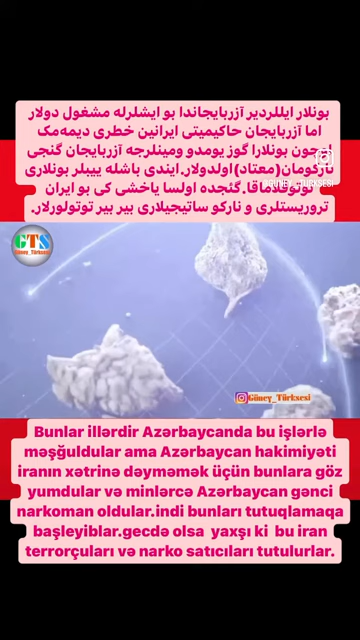 بونلار ایللردیر آزربایجاندا بو ایشلرله مشغول دولار
اما آزربایجان حاکیمیتی ایرانین خطری دیمه‌مک
اوچون بونلارا گوز یومدو ومینلرجه آزربایجان گنجی
نارکومان(معتاد) اولدولار. ایندی باشله ییبلر بونلاری
توتوقلاماقا. گئجده اولسا یاخشی کی بو ایران
تروریستلری و نارکو ساتیجیلاری بیر بیر توتولورلار.
@GÜNEY_TÜRKSESİ
GTS
Güney_Türksesi
Güney_Türksesi
Bunlar illərdir Azərbaycanda bu işlərlə
məşğuldular ama Azərbaycan hakimiyəti
iranın xətrinə dəyməmək üçün bunlara göz
yumdular və minlərcə Azərbaycan gənci
narkoman oldular.indi bunları tutuqlamaqa
başleyiblar.gecdə olsa yaxşı ki bu iran
terrorçuları və narko satıcıları tutulurlar.